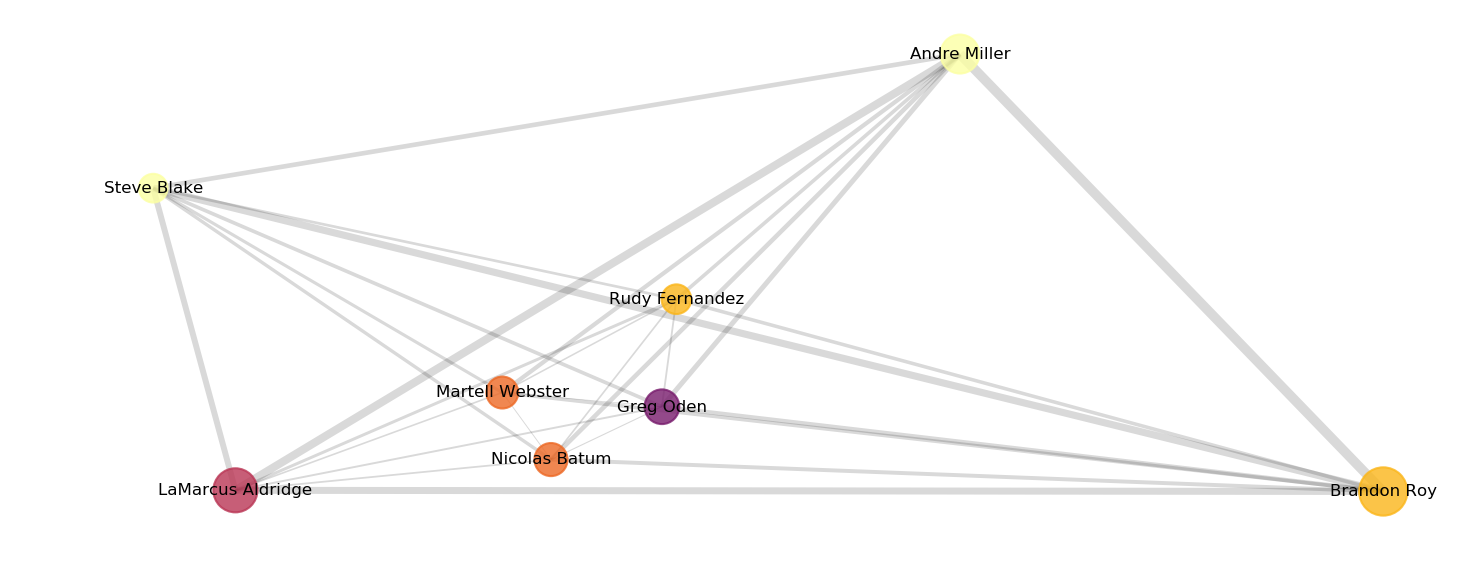 Andre Miller
Steve Blake
Rudy Fernandez
Martell Webster
Greg Oden
Nicolas Batum
LaMarcus Aldridge
Brandon Roy